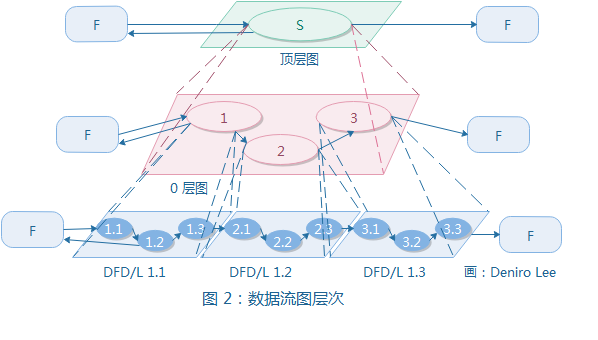 F
S
F
顶层图
F
1
3
F
2
0 层图
F
1.1
1.2
1.3
2.1
2.2
2.3
3.1
3.2
3.3
F
DFD/L 1.1
DFD/L 1.2
DFD/L 1.3
画：Deniro Lee
图 2：数据流图层次